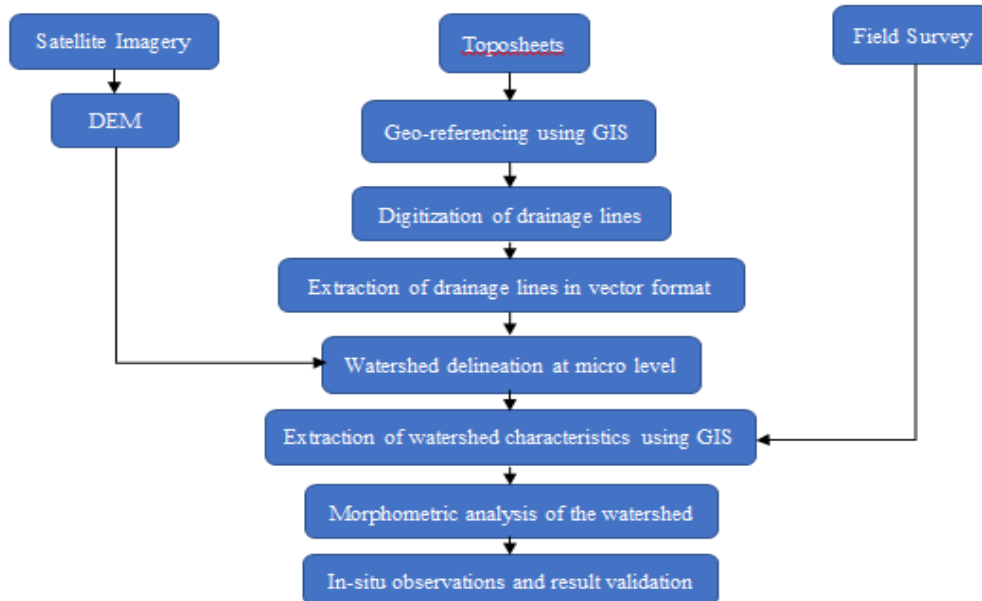 Satellite Imagery
Toposheets
Field Survey
DEM
Geo-referencing using GIS
Digitization of drainage lines
Extraction of drainage lines in vector format
Watershed delineation at micro level
Extraction of watershed characteristics using GIS
Morphometric analysis of the watershed
In-situ observations and result validation